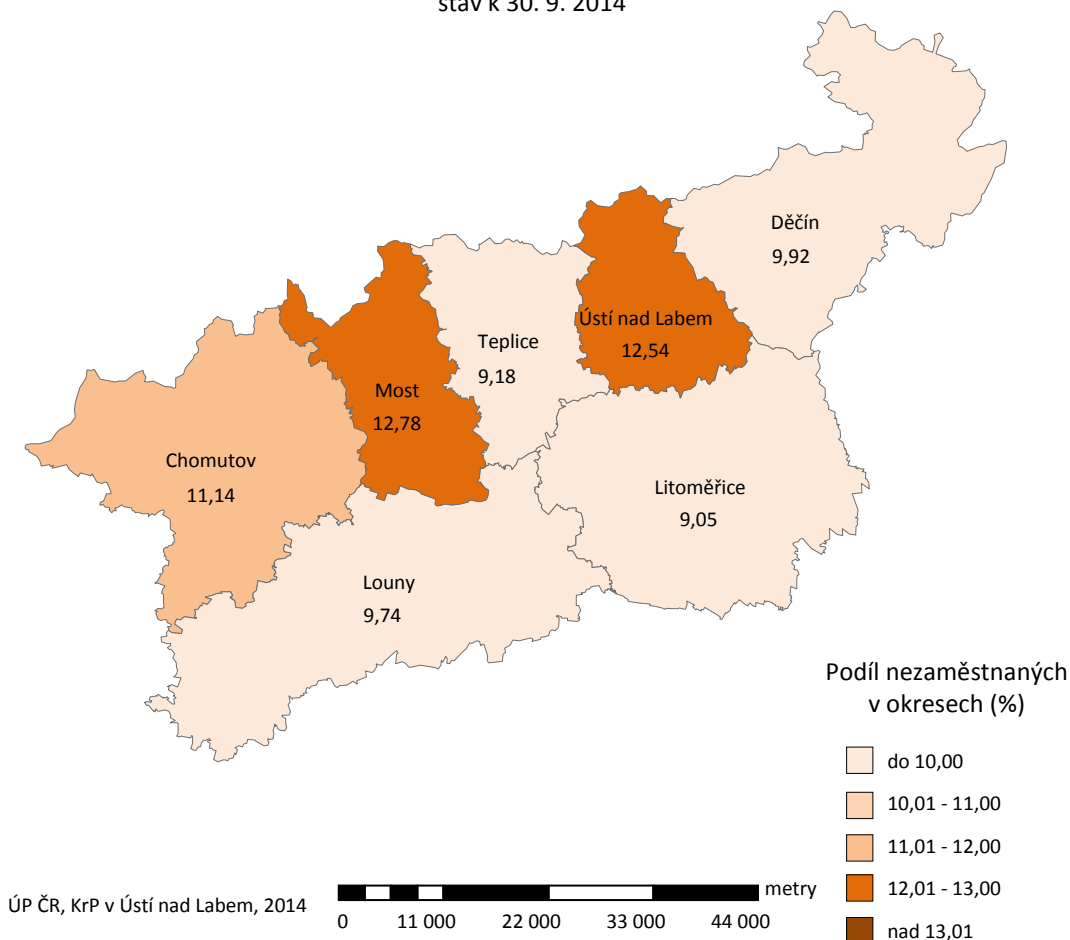 stav k 30. 9. 2014
Děčín
9,92
Ústí nad Labem
12,54
Teplice
9,18
Most
12,78
Chomutov
11,14
Litoměřice
9,05
Louny
9,74
Podíl nezaměstnaných
v okresech (%)
do 10,00
10,01 - 11,00
11,01 - 12,00
12,01 - 13,00
nad 13,01
metry
0 11 000 22 000 33 000 44 000
ÚP ČR, KrP v Ústí nad Labem, 2014